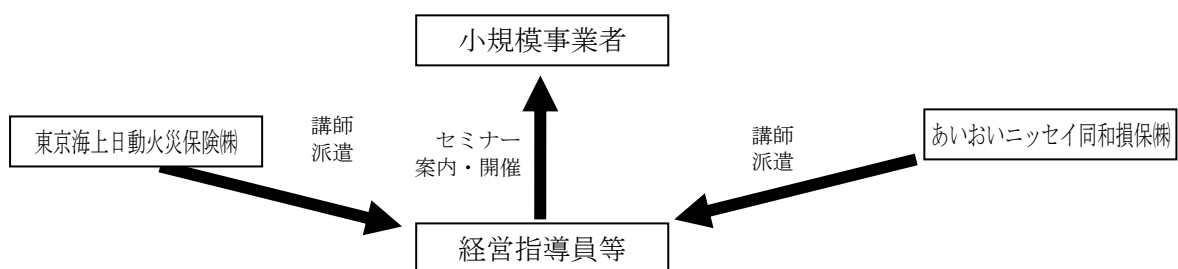 小規模事業者
東京海上日動火災保険㈱
講師
派遣
セミナー
案内・開催
講師
派遣
あいおいニッセイ同和損保㈱
経営指導員等